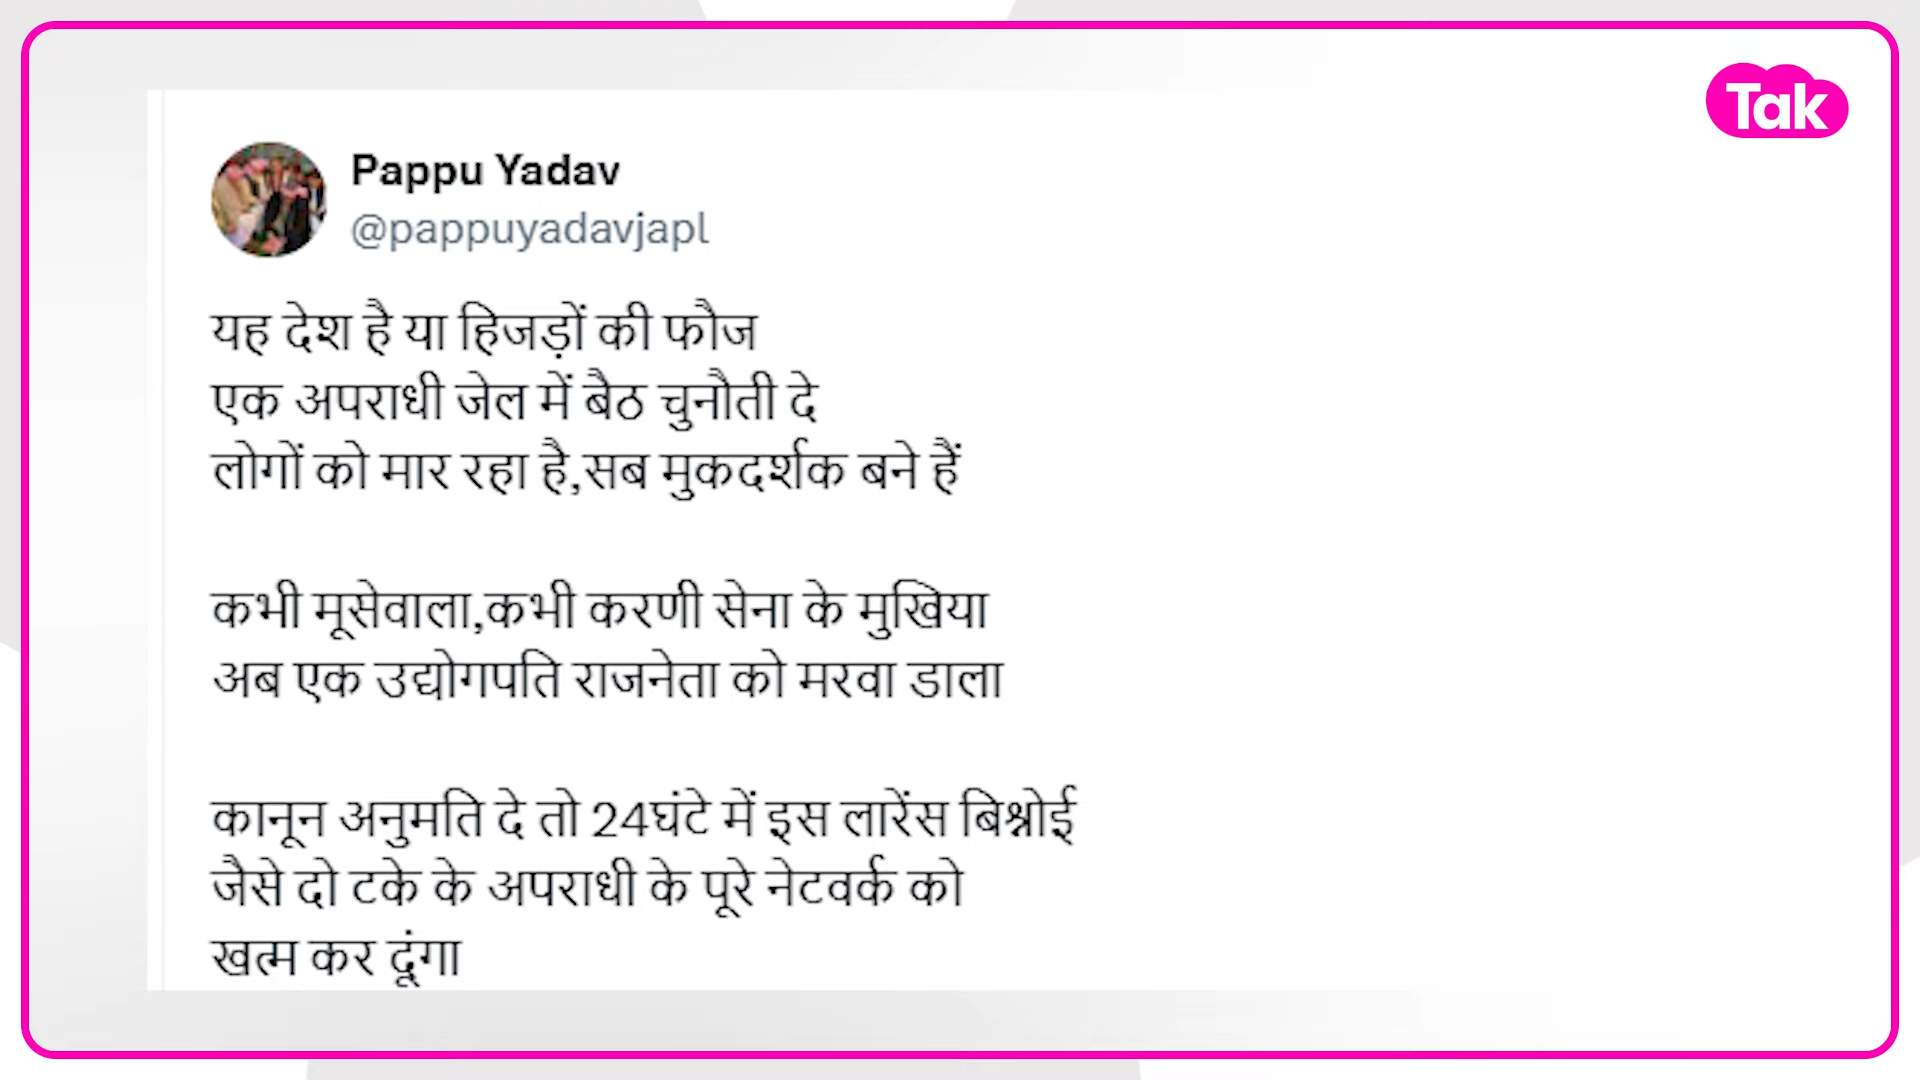 Tak
Pappu Yadav
@pappuyadavjapl
यह देश है या हिजड़ों की फौज
एक अपराधी जेल में बैठ चुनौती दे
लोगों को मार रहा है,सब मुकदर्शक बने हैं
कभी मूसेवाला,कभी करणी सेना के मुखिया
अब एक उद्योगपति राजनेता को मरवा डाला
कानून अनुमति दे तो 24घंटे में इस लारेंस बिश्नोई
जैसे दो टके के अपराधी के पूरे नेटवर्क को
खत्म कर दूंगा